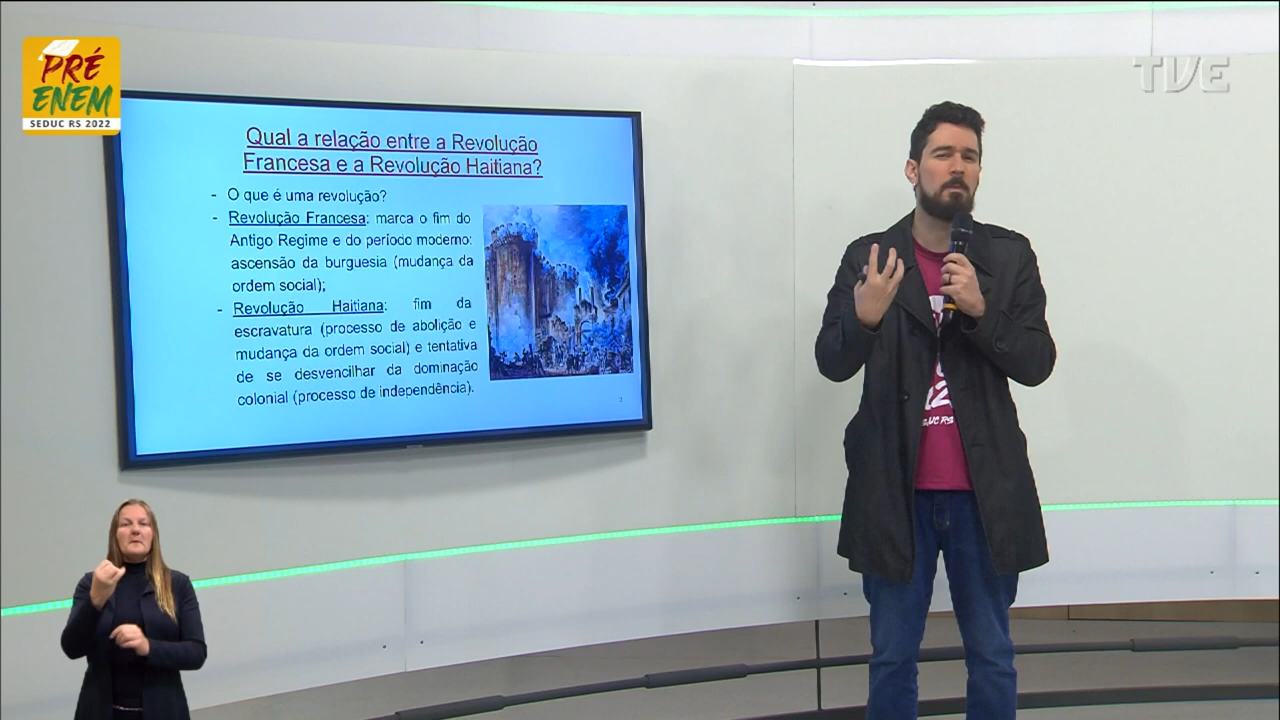 PRÉ
ENEM
SEDUC RS 2022
TVE
Qual a relação entre a Revolução
Francesa e a Revolução Haitiana?
- O que é uma revolução?
- Revolução Francesa: marca o fim do
Antigo Regime e do período moderno:
ascensão da burguesia (mudança da
ordem social);
- Revolução Haitiana: fim da
escravatura (processo de abolição e
mudança da ordem social) e tentativa
de se desvencilhar da dominação
colonial (processo de independência).
2